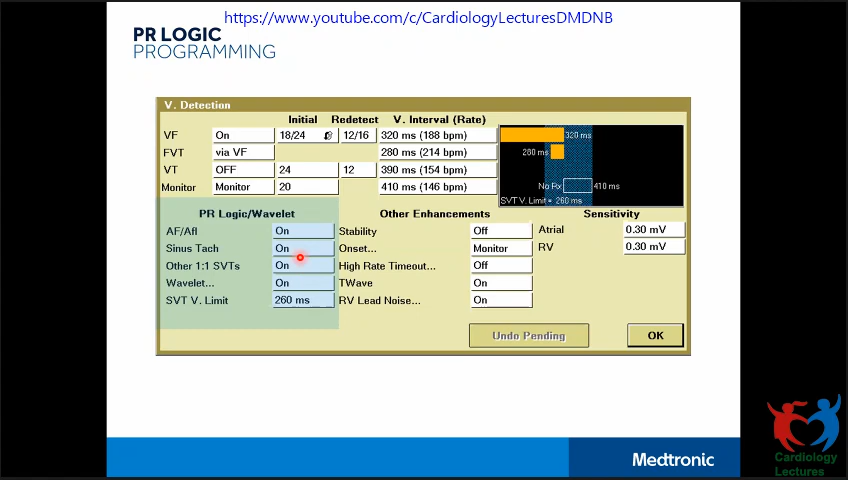 https://www.youtube.com/c/CardiologyLecturesDMDNB
PR LOGIC
PROGRAMMING
V. Detection
Initial Redetect V. Interval (Rate)
VF On 18/24 12/16 320 ms (188 bpm)
FVT via VF 280 ms (214 bpm)
VT OFF 24 12 390 ms (154 bpm)
Monitor Monitor 20 410 ms (146 bpm)
320 ms
280 ms
No Rx 410 ms
SVT V. Limit = 260 ms
PR Logic/Wavelet Other Enhancements Sensitivity
AF/Afl On Stability Off Atrial 0.30 mV
Sinus Tach On Onset... Monitor RV 0.30 mV
Other 1:1 SVTs On High Rate Timeout... Off
Wavelet... On TWave On
SVT V. Limit 260 ms RV Lead Noise... On
Undo Pending OK
Medtronic
Cardiology
Lectures